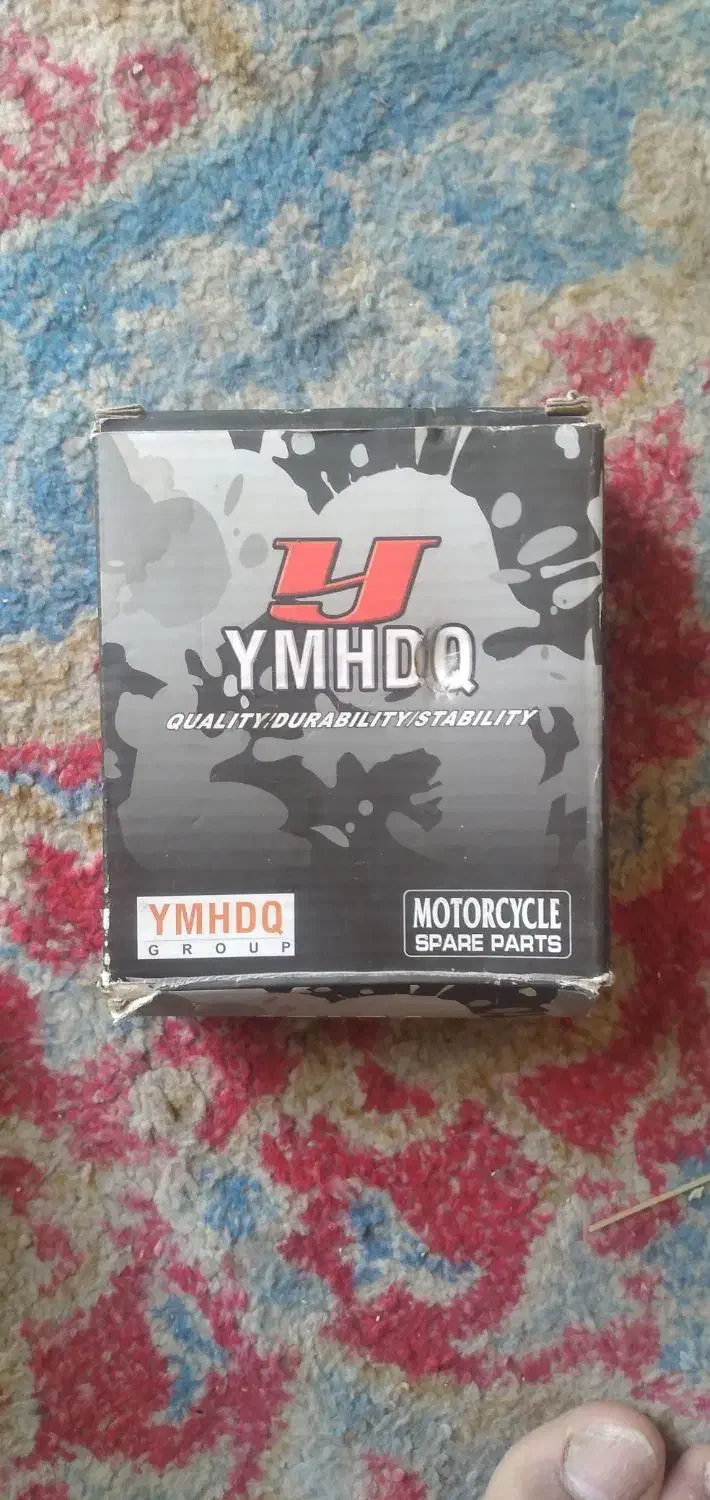 Y
YMHDQ
QUALITY/DURABILITY/STABILITY
YMHDQ
GROUP
MOTORCYCLE
SPARE PARTS